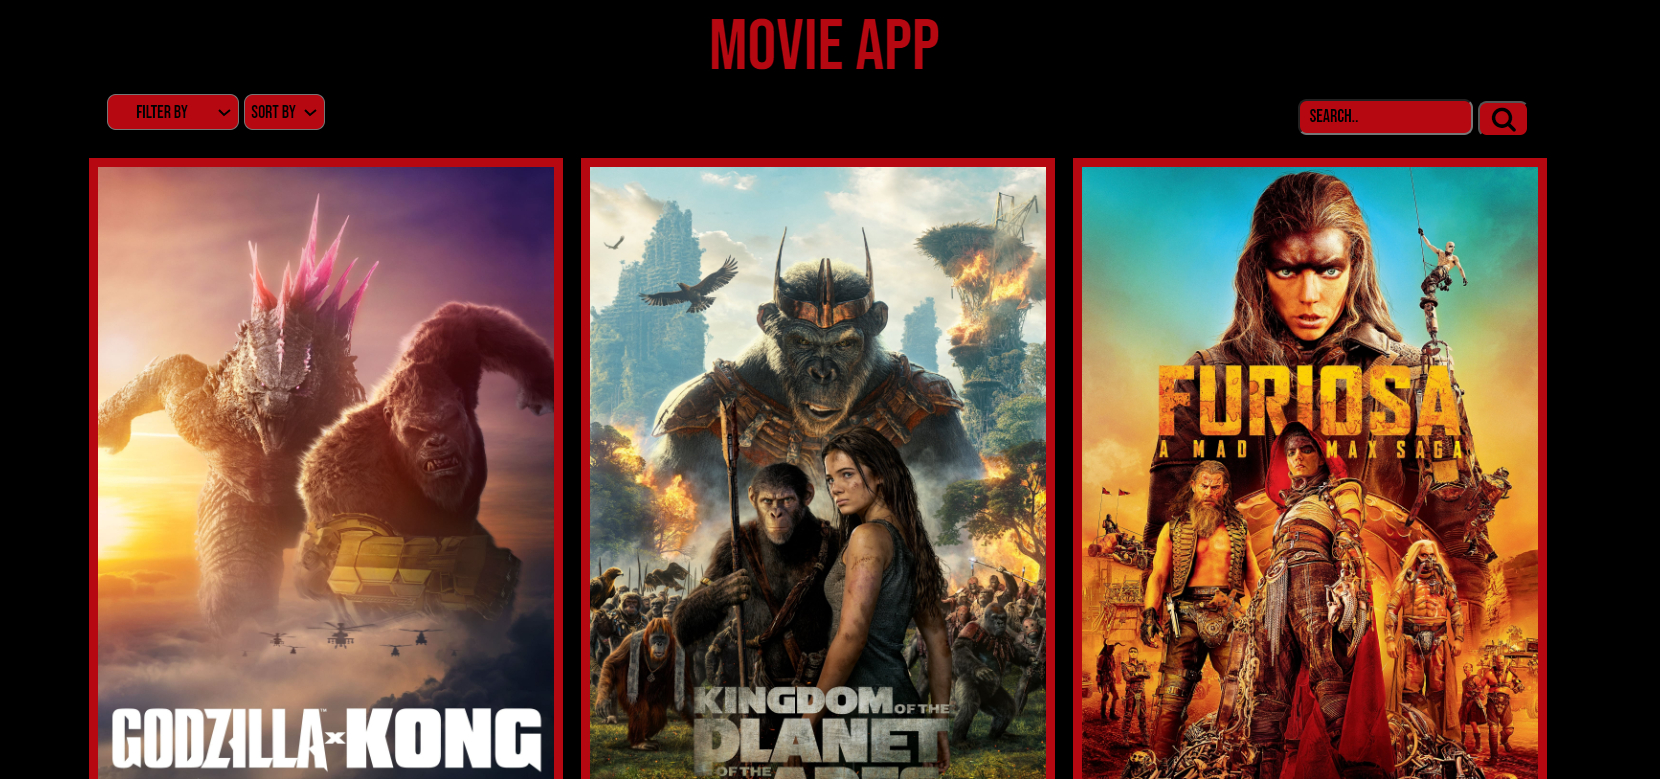 MOVIE APP
FILTER BY
SORT BY
SEARCH..
GODZILLA x KONG
KINGDOM OF THE
PLANET
OF THE APES
FURIOSA
A MAD MAX SAGA